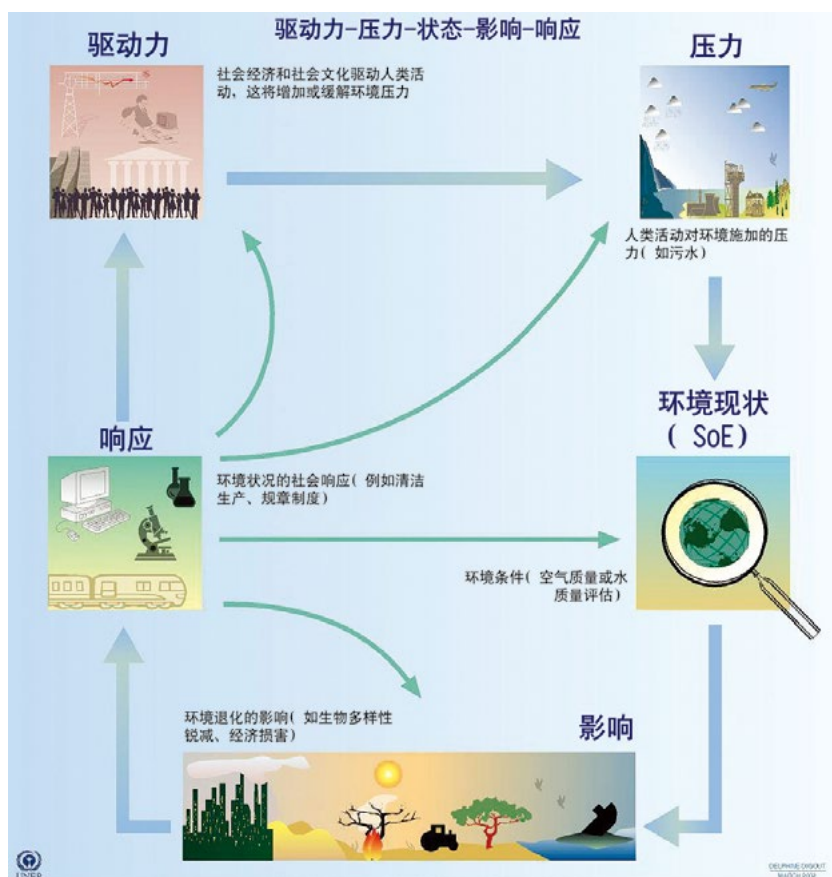 驱动力-压力-状态-影响-响应
驱动力
社会经济和社会文化驱动人类活
动，这将增加或缓解环境压力
压力
人类活动对环境施加的压
力（如污水）
环境现状
（SoE）
响应
环境状况的社会响应（例如清洁
生产、规章制度）
环境条件（空气质量或水
质量评估）
环境退化的影响（如生物多样性
锐减、经济损害）
影响
UNEP
DELPHINE DIGOUT